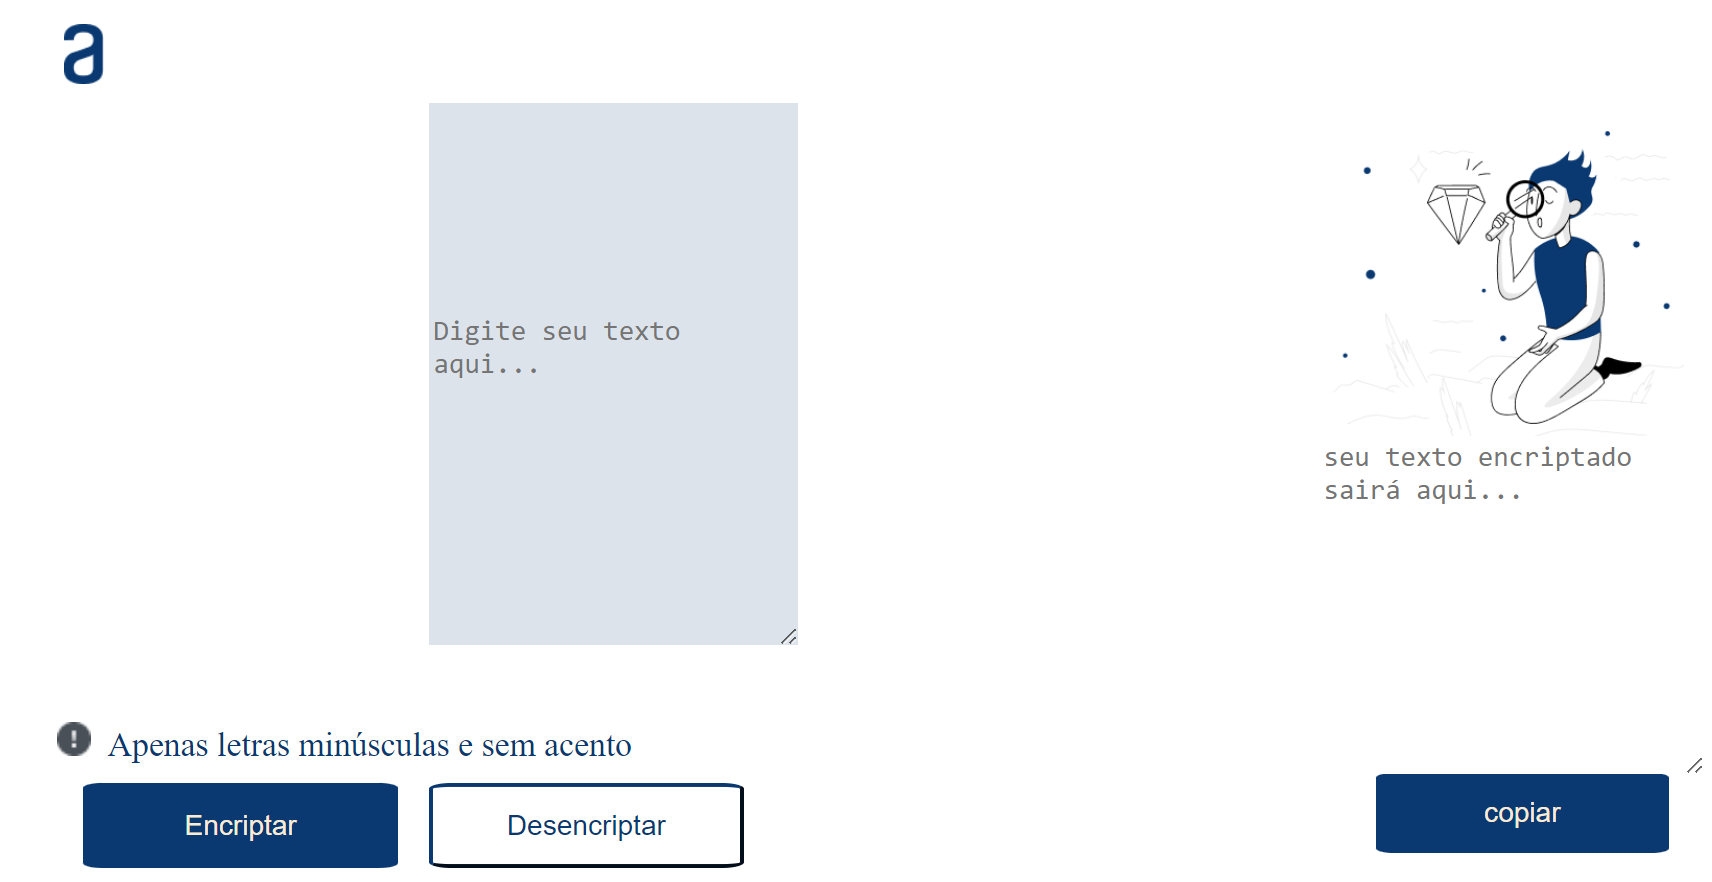 a
Digite seu texto
aqui...
seu texto encriptado
sairá aqui...
Apenas letras minúsculas e sem acento
Encriptar
Desencriptar
copiar